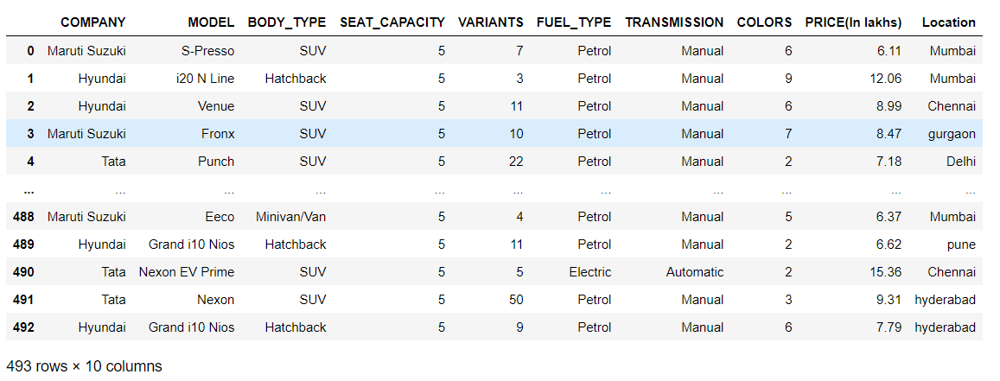 COMPANY MODEL BODY_TYPE SEAT_CAPACITY VARIANTS FUEL_TYPE TRANSMISSION COLORS PRICE(In lakhs) Location
0 Maruti Suzuki S-Presso SUV 5 7 Petrol Manual 6 6.11 Mumbai
1 Hyundai i20 N Line Hatchback 5 3 Petrol Manual 9 12.06 Mumbai
2 Hyundai Venue SUV 5 11 Petrol Manual 6 8.99 Chennai
3 Maruti Suzuki Fronx SUV 5 10 Petrol Manual 7 8.47 gurgaon
4 Tata Punch SUV 5 22 Petrol Manual 2 7.18 Delhi
... ... ... ... ... ... ... ... ... ... ...
488 Maruti Suzuki Eeco Minivan/Van 5 4 Petrol Manual 5 6.37 Mumbai
489 Hyundai Grand i10 Nios Hatchback 5 11 Petrol Manual 2 6.62 pune
490 Tata Nexon EV Prime SUV 5 5 Electric Automatic 2 15.36 Chennai
491 Tata Nexon SUV 5 50 Petrol Manual 3 9.31 hyderabad
492 Hyundai Grand i10 Nios Hatchback 5 9 Petrol Manual 6 7.79 hyderabad
493 rows × 10 columns